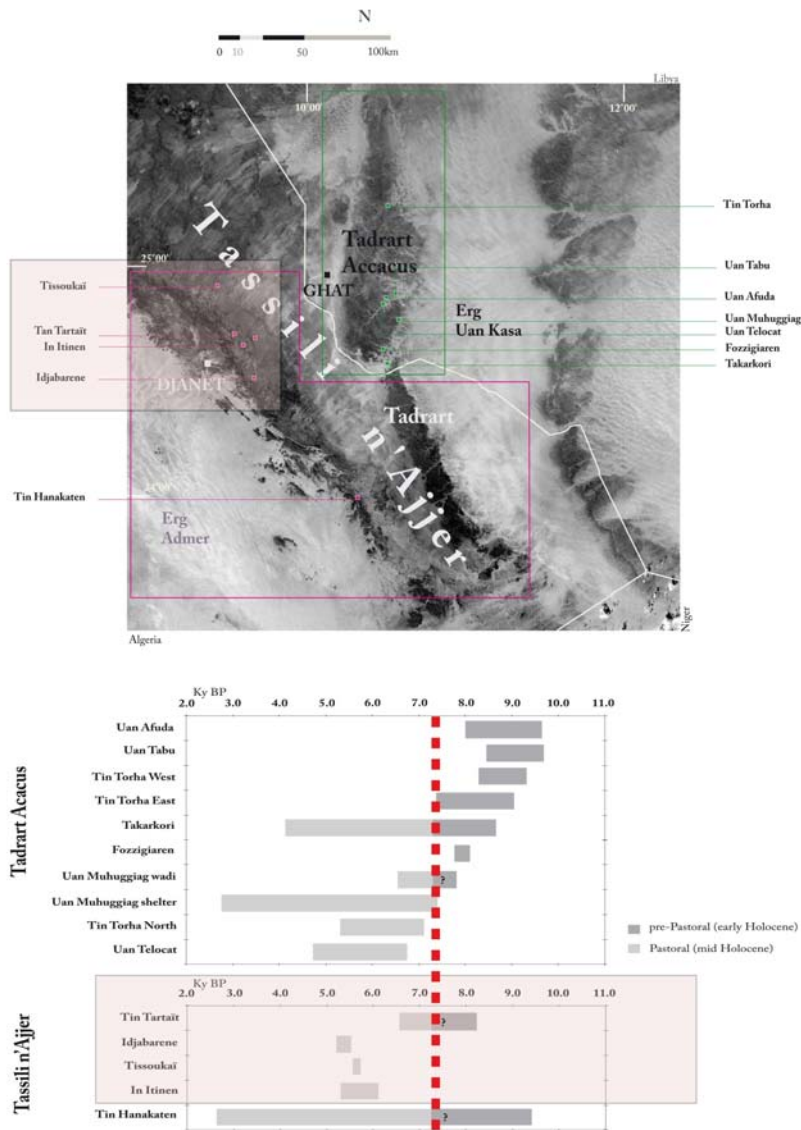 N
0 10 50 100km
Libya
10°00'
12°00'
Tin Torha
Tassili
Tadrart
Accacus
25°00'
Uan Tabu
Tissoukaï
GHAT
Uan Afuda
Erg
Uan Kasa
Uan Muhuggiag
Tan Tartaït
Uan Telocat
In Itinen
Fozzigiaren
DJANET
Takarkori
Idjabarene
Tadrart
n'Ajjer
Tin Hanakaten
24°00'
Erg
Admer
Algeria
Niger
Ky BP
2.0 3.0 4.0 5.0 6.0 7.0 8.0 9.0 10.0 11.0
Tadrart Acacus
Uan Afuda
Uan Tabu
Tin Torha West
Tin Torha East
Takarkori
Fozzigiaren
Uan Muhuggiag wadi ?
Uan Muhuggiag shelter
Tin Torha North
Uan Telocat
pre-Pastoral (early Holocene)
Pastoral (mid Holocene)
Ky BP
2.0 3.0 4.0 5.0 6.0 7.0 8.0 9.0 10.0 11.0
Tassili n'Ajjer
Tin Tartaït ?
Idjabarene
Tissoukaï
In Itinen
Tin Hanakaten ?